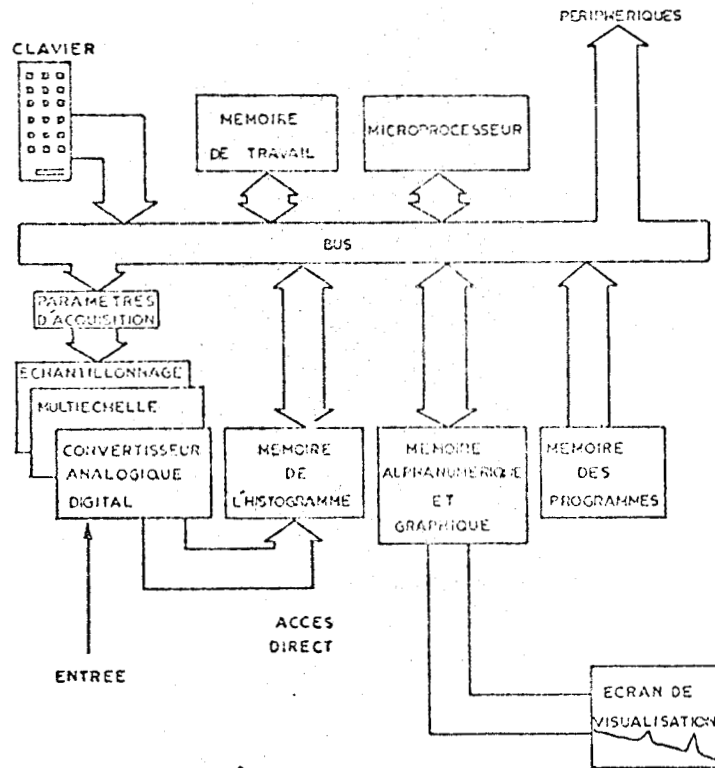 PERIPHERIQUES
CLAVIER
MEMOIRE
DE TRAVAIL
MICROPROCESSEUR
BUS
PARAMETRES
D'ACQUISITION
ECHANTILLONNAGE
MULTIECHELLE
CONVERTISSEUR
ANALOGIQUE
DIGITAL
MEMOIRE
DE
L'HISTOGRAMME
MEMOIRE
ALPHANUMERIQUE
ET
GRAPHIQUE
MEMOIRE
DES
PROGRAMMES
ACCES
DIRECT
ENTREE
ECRAN DE
VISUALISATION